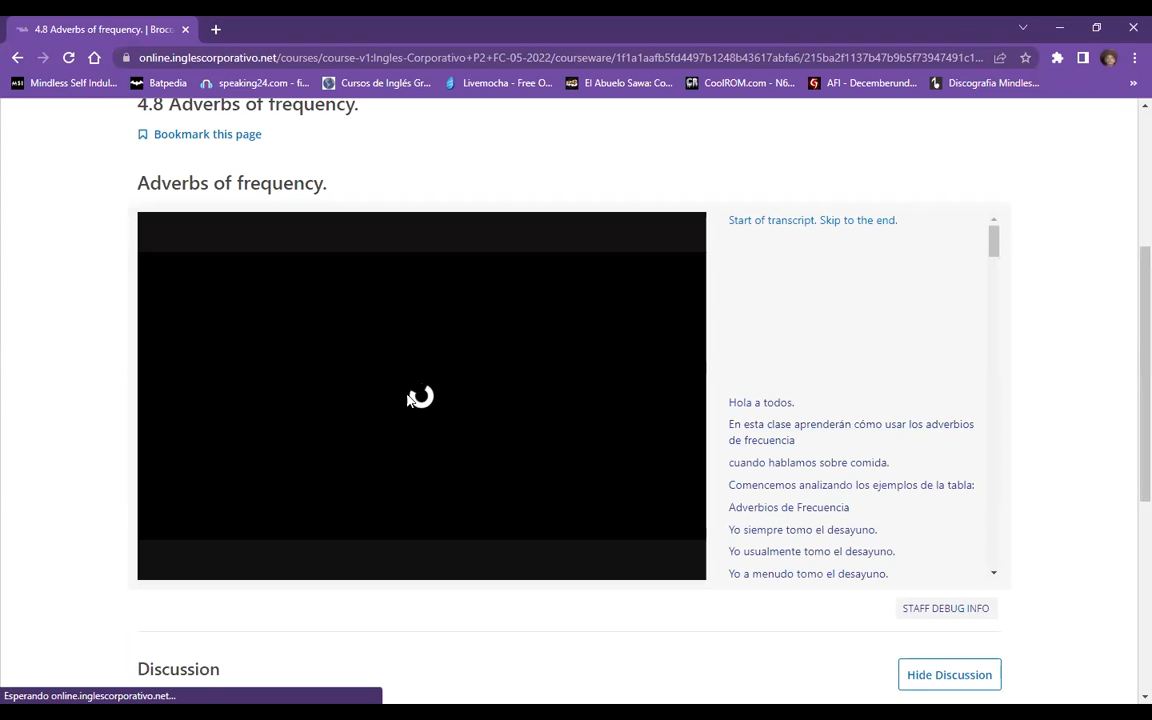 4.8 Adverbs of frequency. | Broco
online.inglescorporativo.net/courses/course-v1:Ingles-Corporativo+P2+FC-05-2022/courseware/1f1a1aafb5fd4497b1248b43617abfa6/215ba2f1137b47b9b5f73947491c1...
Mindless Self Indul... Batpedia speaking24.com - fi... Cursos de Inglés Gr... Livemocha - Free O... El Abuelo Sawa: Co... CoolROM.com - N6... AFI - Decemberund... Discografia Mindles... »
4.8 Adverbs of frequency.
Bookmark this page
Adverbs of frequency.
Start of transcript. Skip to the end.
Hola a todos.
En esta clase aprenderán cómo usar los adverbios
de frecuencia
cuando hablamos sobre comida.
Comencemos analizando los ejemplos de la tabla:
Adverbios de Frecuencia
Yo siempre tomo el desayuno.
Yo usualmente tomo el desayuno.
Yo a menudo tomo el desayuno.
STAFF DEBUG INFO
Discussion
Hide Discussion
Esperando online.inglescorporativo.net...